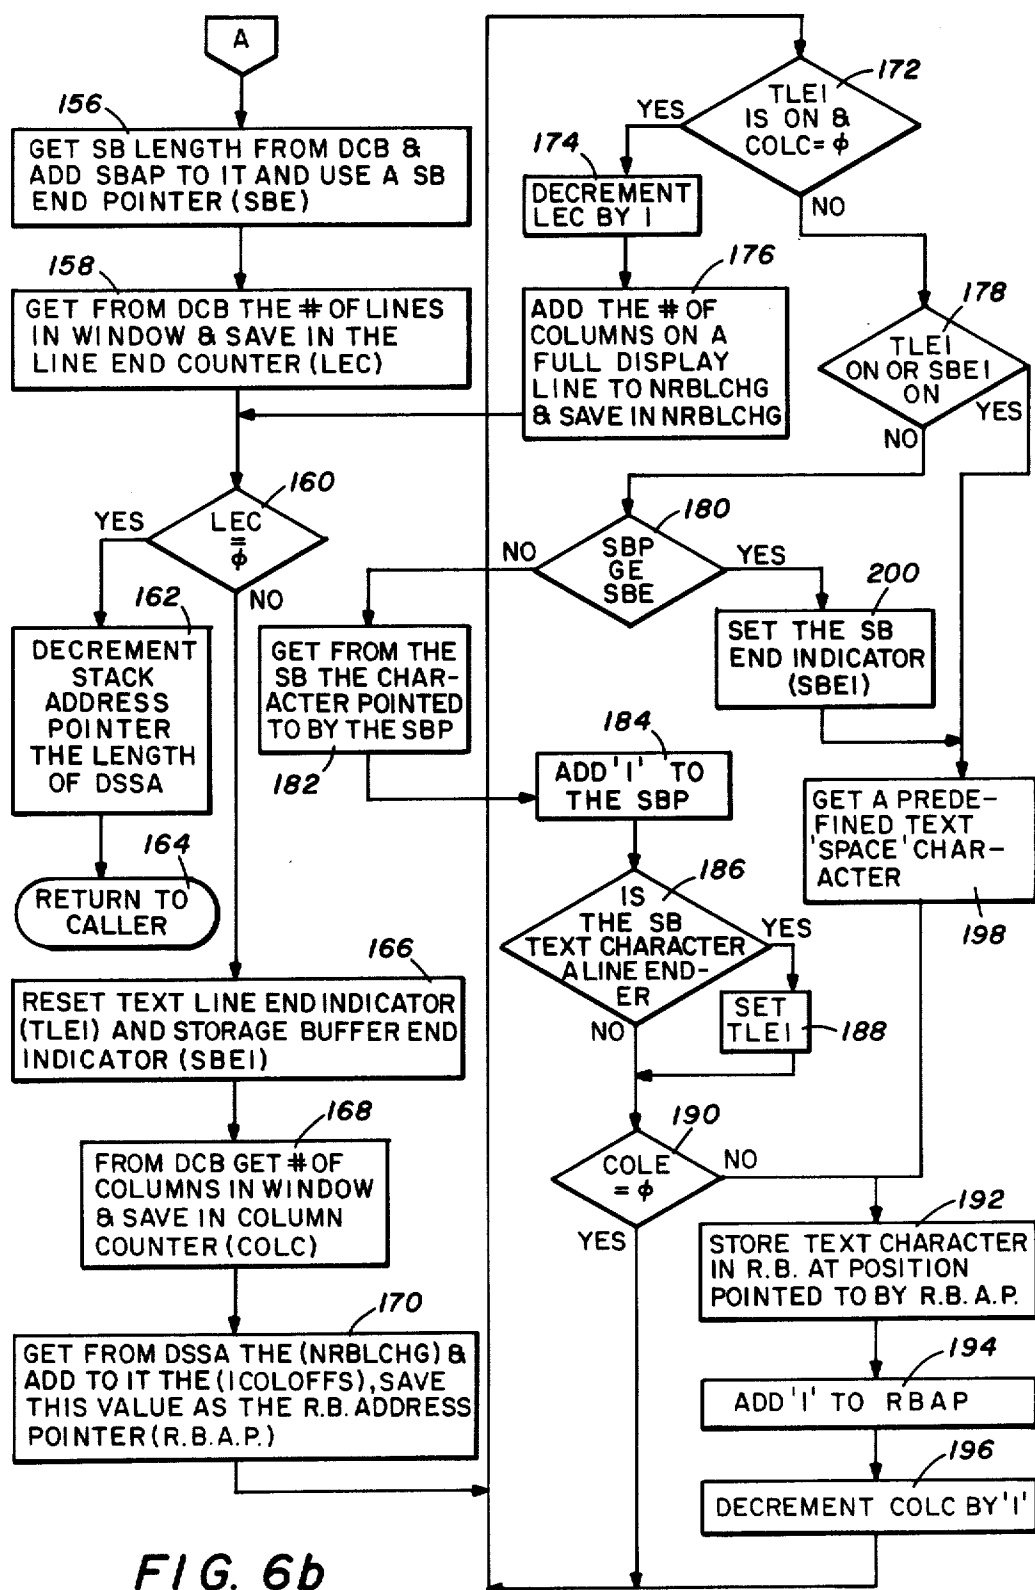 A
156
GET SB LENGTH FROM DCB &
ADD SBAP TO IT AND USE A SB
END POINTER (SBE)
158
GET FROM DCB THE # OF LINES
IN WINDOW & SAVE IN THE
LINE END COUNTER (LEC)
160
YES
LEC
=
ϕ
NO
162
DECREMENT
STACK
ADDRESS
POINTER
THE LENGTH
OF DSSA
164
RETURN TO
CALLER
166
RESET TEXT LINE END INDICATOR
(TLEI) AND STORAGE BUFFER END
INDICATOR (SBEI)
168
FROM DCB GET # OF
COLUMNS IN WINDOW
& SAVE IN COLUMN
COUNTER (COLC)
170
GET FROM DSSA THE (NRBLCHG) &
ADD TO IT THE (ICOLOFFS), SAVE
THIS VALUE AS THE R.B. ADDRESS
POINTER (R.B.A.P.)
172
YES
TLEI
IS ON &
COLC= ϕ
NO
174
DECREMENT
LEC BY I
176
ADD THE # OF
COLUMNS ON A
FULL DISPLAY
LINE TO NRBLCHG
& SAVE IN NRBLCHG
178
TLEI
ON OR SBEI
ON
YES
NO
180
NO
SBP
GE
SBE
YES
200
SET THE SB
END INDICATOR
(SBEI)
GET FROM THE
SB THE CHAR-
ACTER POINTED
TO BY THE SBP
182
184
ADD 'I' TO
THE SBP
GET A PREDE-
FINED TEXT
'SPACE' CHAR-
ACTER
198
186
IS
THE SB
TEXT CHARACTER
A LINE END-
ER
YES
NO
SET
TLEI
188
190
COLE
= ϕ
NO
YES
192
STORE TEXT CHARACTER
IN R.B. AT POSITION
POINTED TO BY R.B. A.P.
194
ADD 'I' TO RBAP
196
DECREMENT COLC BY 'I'
FIG. 6b